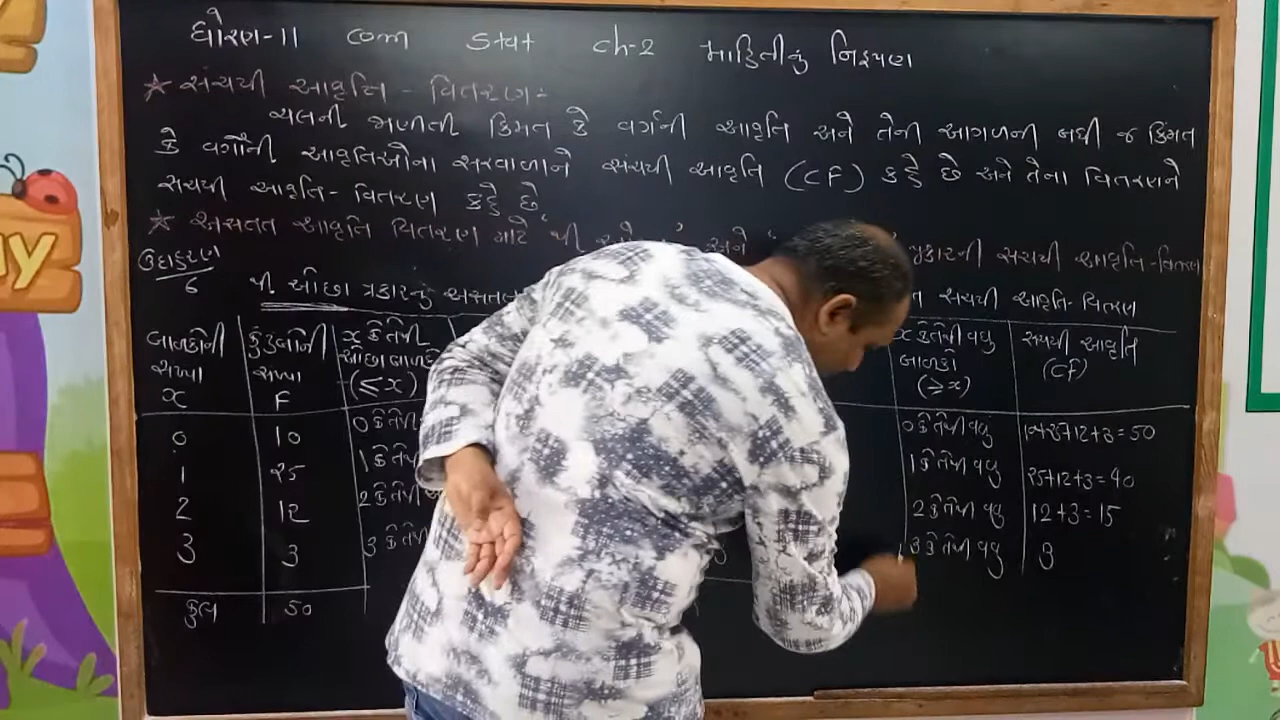 ધોરણ-11 com stat ch-2 માહિતીનું નિરૂપણ
☆ સંચયી આવૃત્તિ - વિતરણ :-
ચલની આપેલી કિંમત કે વર્ગની આવૃતિ અને તેની આગળની બધી જ કિંમત
કે વર્ગોની આવૃતિઓના સરવાળાને સંચયી આવૃતિ (CF) કહે છે અને તેના વિતરણને
સંચયી આવૃતિ - વિતરણ કહે છે
☆ અસતત આવૃતિ વિતરણ માટે 'થી અને પ્રકારની સંચયી આવૃતિ-વિતરણ
ઉદાહરણ
6
થી ઓછા પ્રકારનું અસતત સંચયી આવૃતિ-વિતરણ
બાળકોની સંખ્યા x | કુટુંબોની સંખ્યા F | x કે તેથી ઓછા બાળકો (≤x) | x કે તેથી વધુ બાળકો (≥x) | સંચયી આવૃતિ (cf)
0 10 0 કે તેથી 0 કે તેથી વધુ 10+25+12+3=50
1 25 1 કે તેથી 1 કે તેથી વધુ 25+12+3=40
2 12 2 કે તેથી 2 કે તેથી વધુ 12+3=15
3 3 3 કે તેથી 3 કે તેથી વધુ 3
કુલ 50